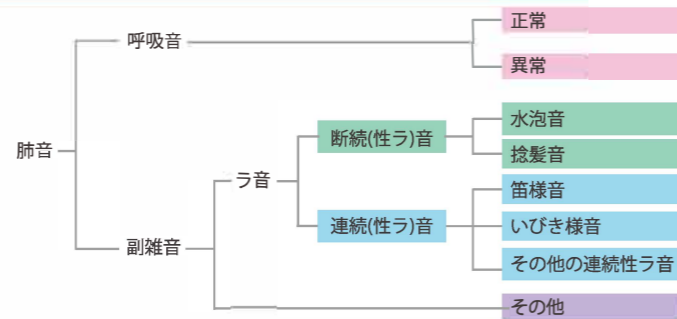 正常
呼吸音
異常
水泡音
断続(性ラ)音
捻髪音
肺音
ラ音
笛様音
連続(性ラ)音
いびき様音
副雑音
その他の連続性ラ音
その他